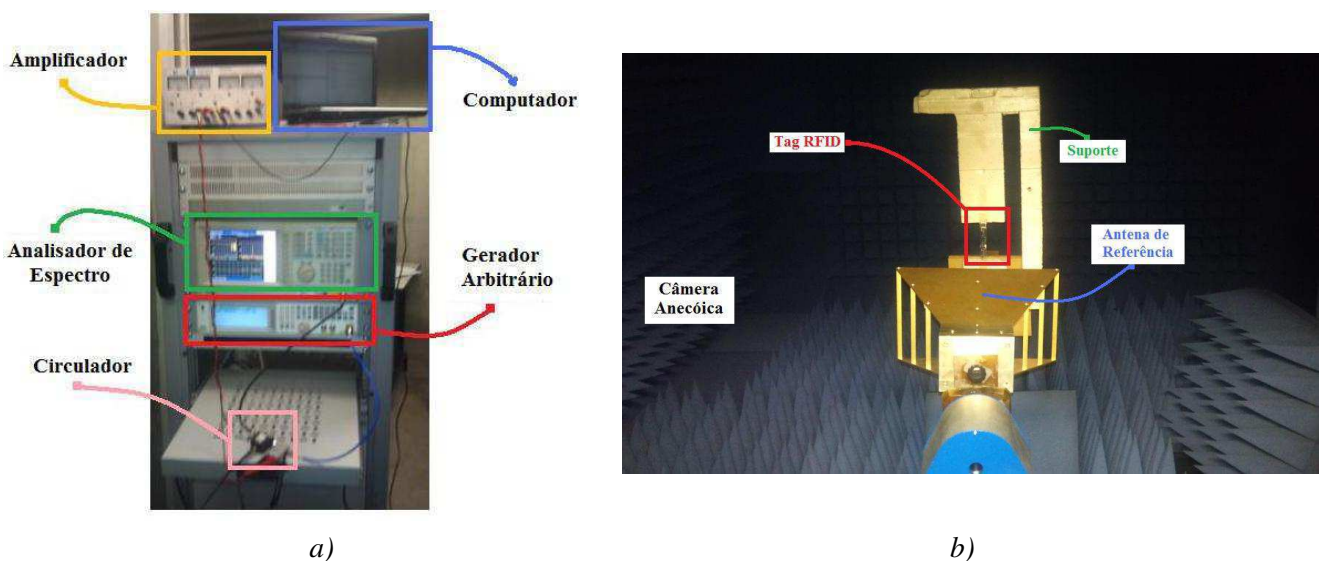 Amplificador
Computador
Analisador de
Espectro
Gerador
Arbitrário
Circulador
a)
Tag RFID
Suporte
Antena de
Referência
Câmera
Anecóica
b)